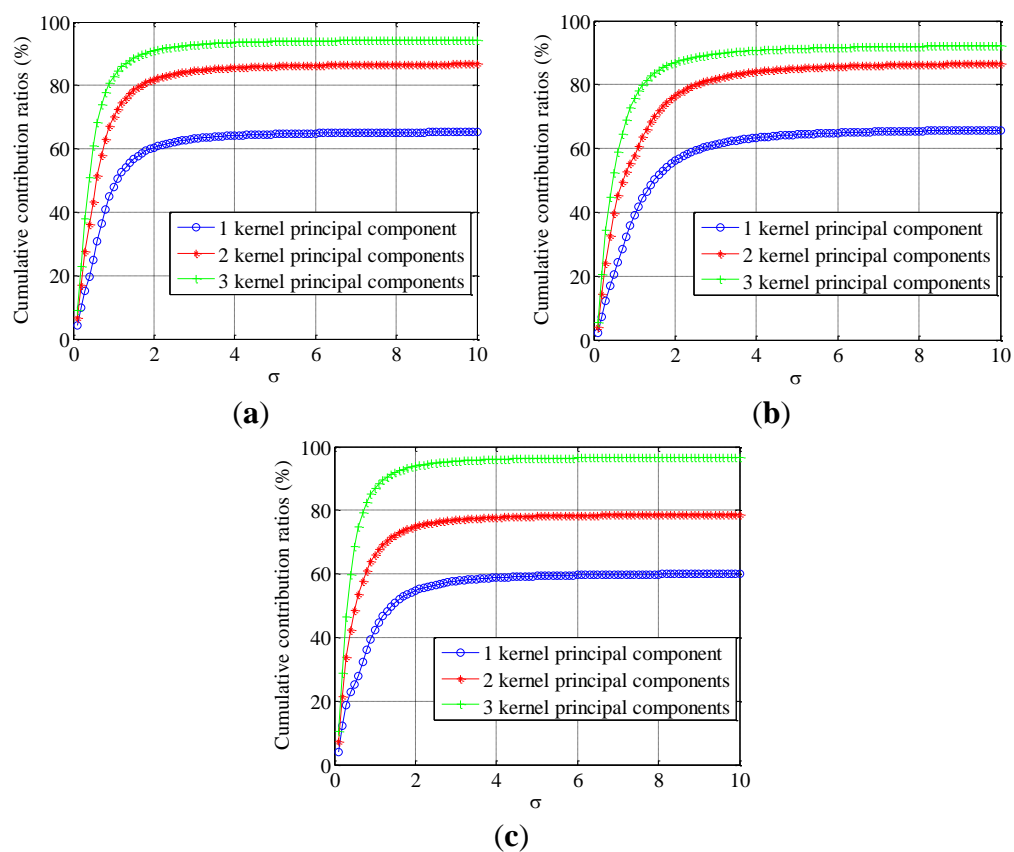 100
80
60
40
20
0
Cumulative contribution ratios (%)
1 kernel principal component
2 kernel principal components
3 kernel principal components
0 2 4 6 8 10
σ
(a)
100
80
60
40
20
0
Cumulative contribution ratios (%)
1 kernel principal component
2 kernel principal components
3 kernel principal components
0 2 4 6 8 10
σ
(b)
100
80
60
40
20
0
Cumulative contribution ratios (%)
1 kernel principal component
2 kernel principal components
3 kernel principal components
0 2 4 6 8 10
σ
(c)